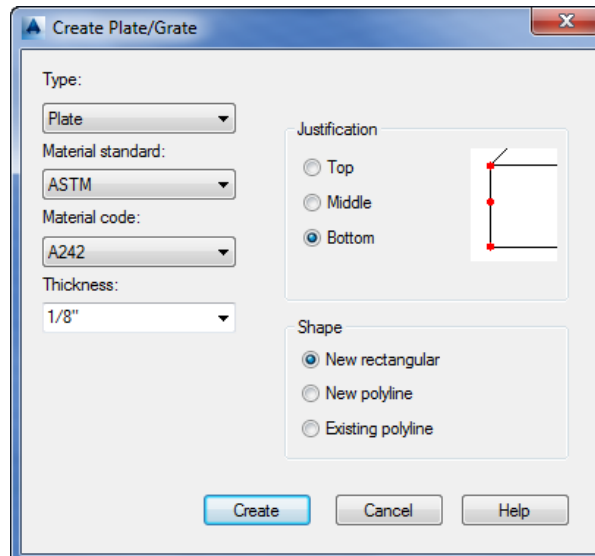 Create Plate/Grate
Type:
Plate
Material standard:
ASTM
Material code:
A242
Thickness:
1/8"
Justification
Top
Middle
Bottom
Shape
New rectangular
New polyline
Existing polyline
Create
Cancel
Help